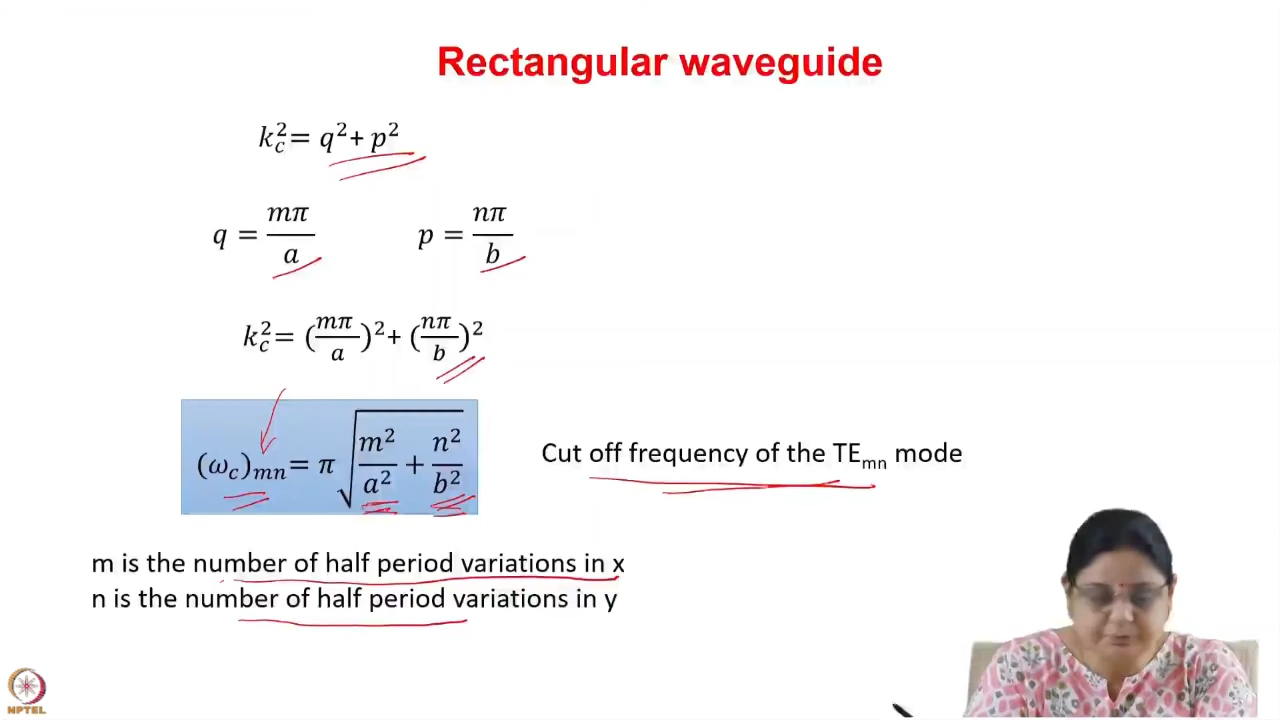 Rectangular waveguide
k_c^2 = q^2 + p^2
q = mπ/a p = nπ/b
k_c^2 = (mπ/a)^2 + (nπ/b)^2
(ω_c)_mn = π√(m^2/a^2 + n^2/b^2) Cut off frequency of the TE_mn mode
m is the number of half period variations in x
n is the number of half period variations in y
NPTEL